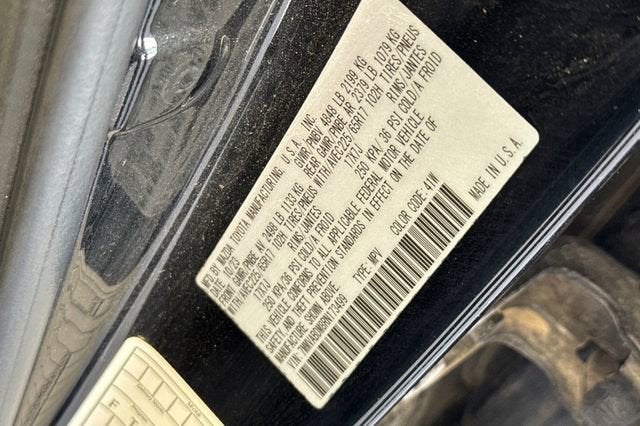 MFD BY MAZDA TOYOTA MANUFACTURING, U.S.A., INC.
DATE: 10/23 GWR/PNBV 4848 LB 2199 KG
FRONT GAWR/PNBE AV 2498 LB 1133 KG REAR GAWR/PNBE AR 2379 LB 1079 KG
WITH/AVEC 225/65R17 102H TIRES/PNEUS WITH/AVEC 225/65R17 102H TIRES/PNEUS
17X7J RIMS/JANTES 17X7J RIMS/JANTES
250 KPA/36 PSI COLD/A FROID 250 KPA/36 PSI COLD/A FROID
THIS VEHICLE CONFORMS TO ALL APPLICABLE FEDERAL MOTOR VEHICLE
SAFETY, AND THEFT PREVENTION STANDARDS IN EFFECT ON THE DATE OF
MANUFACTURE SHOWN ABOVE.
TYPE: MPV COLOR CODE: 41W
MADE IN U.S.A.
F
T